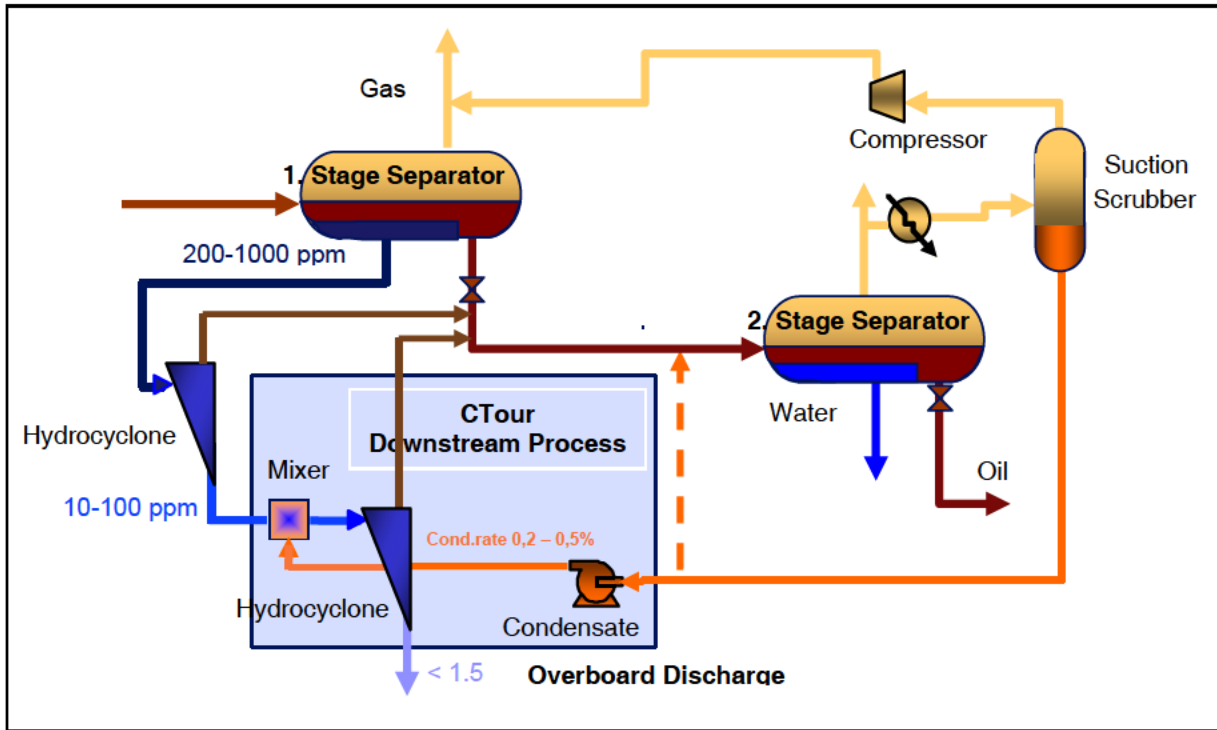 Gas
Compressor
Suction
Scrubber
1. Stage Separator
200-1000 ppm
2. Stage Separator
Water
Oil
Hydrocyclone
CTour
Downstream Process
Mixer
10-100 ppm
Cond.rate 0,2 – 0,5%
Hydrocyclone
Condensate
< 1.5
Overboard Discharge